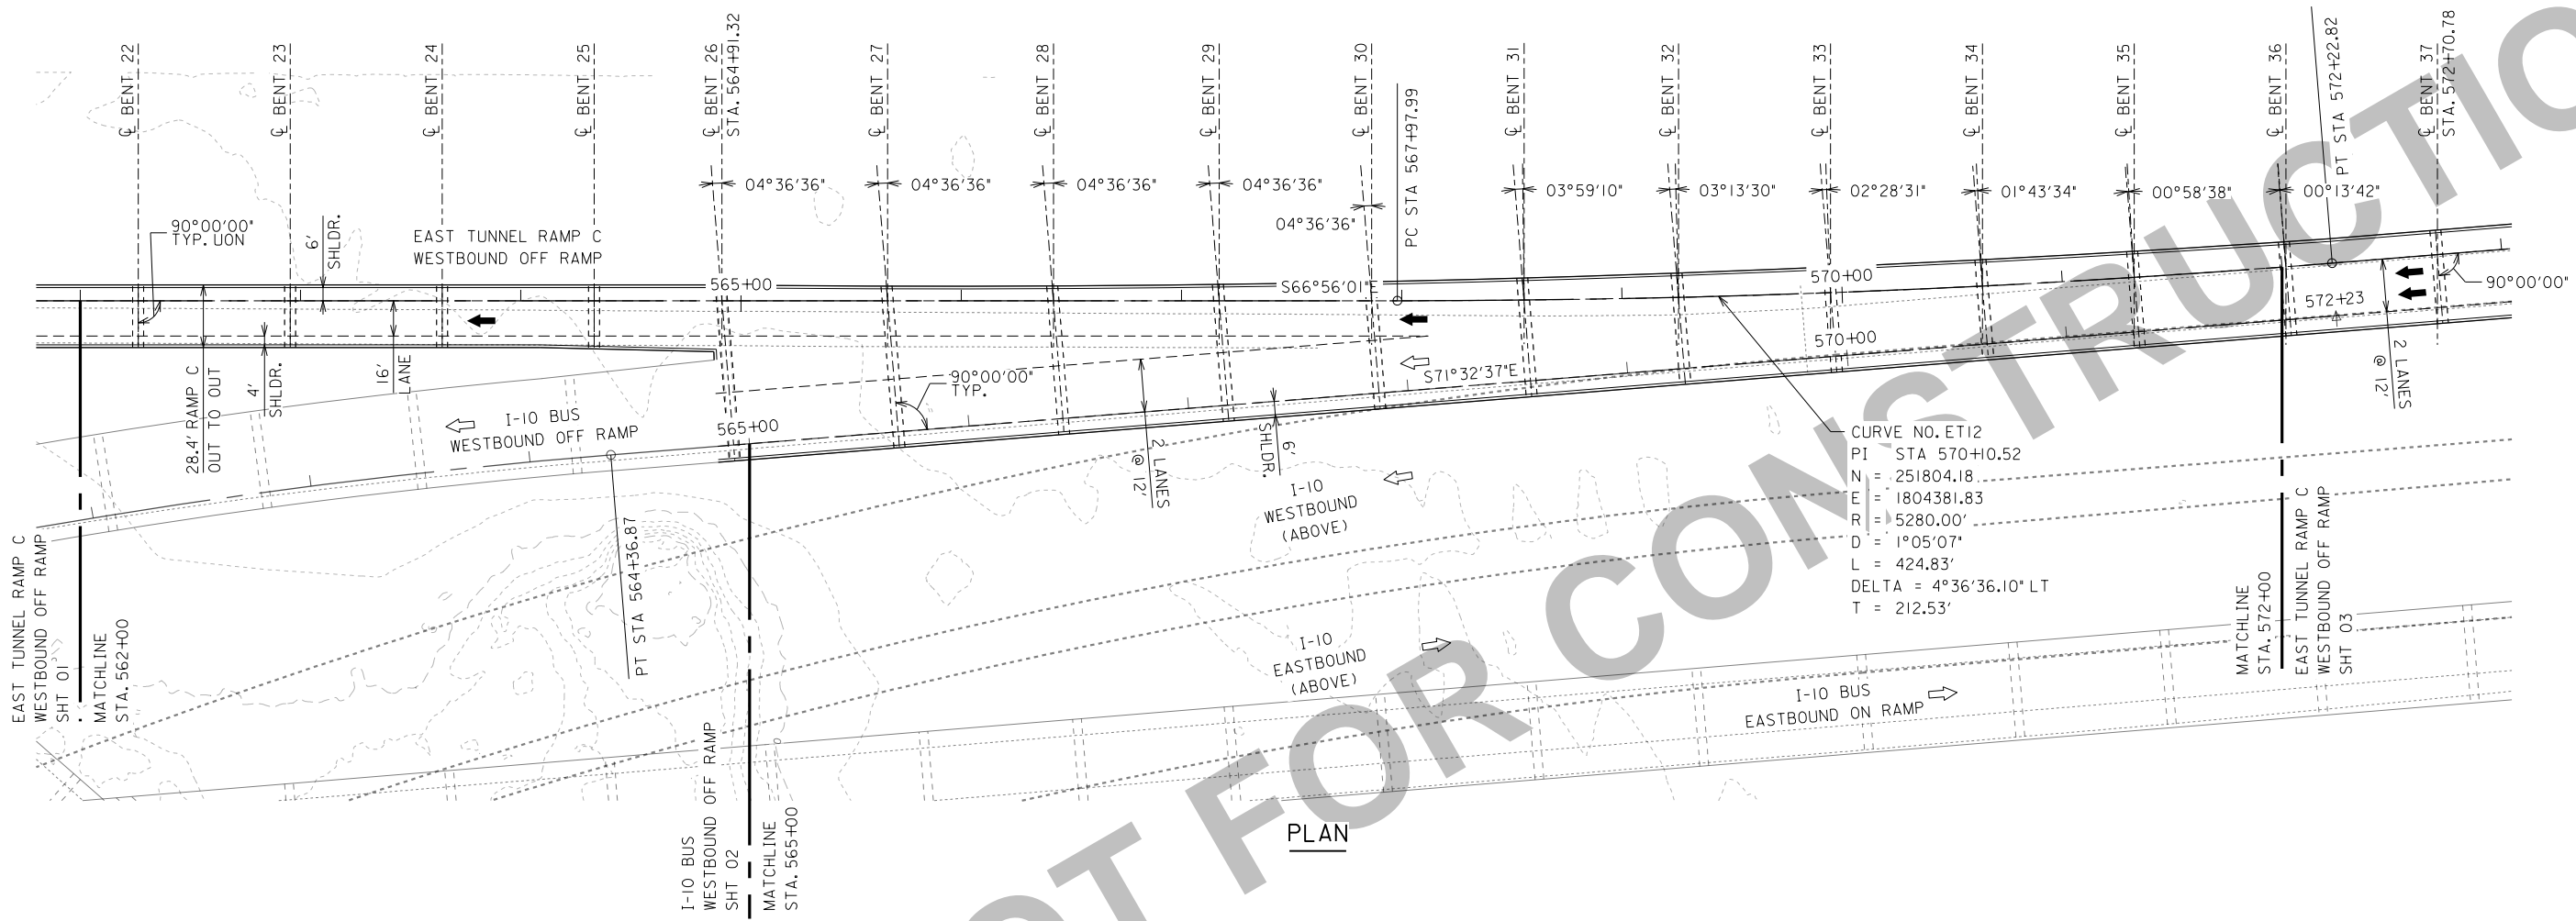 ℄ BENT 22
℄ BENT 23
℄ BENT 24
℄ BENT 25
℄ BENT 26
STA. 564+91.32
℄ BENT 27
℄ BENT 28
℄ BENT 29
℄ BENT 30
℄ BENT 31
℄ BENT 32
℄ BENT 33
℄ BENT 34
℄ BENT 35
℄ BENT 36
℄ BENT 37
STA. 572+70.78
PC STA 567+97.99
PT STA 572+22.82
04°36'36"
04°36'36"
04°36'36"
04°36'36"
04°36'36"
03°59'10"
03°13'30"
02°28'31"
01°43'34"
00°58'38"
00°13'42"
90°00'00"
TYP. UON
6'
SHLDR.
EAST TUNNEL RAMP C
WESTBOUND OFF RAMP
565+00
S66°56'01"E
570+00
572+23
90°00'00"
570+00
S71°32'37"E
28.4' RAMP C
OUT TO OUT
4'
SHLDR.
16'
LANE
90°00'00"
TYP.
I-10 BUS
WESTBOUND OFF RAMP
565+00
2 LANES
@ 12'
6'
SHLDR.
2 LANES
@ 12'
I-10
WESTBOUND
(ABOVE)
CURVE NO. ET12
PI STA 570+10.52
N = 251804.18
E = 1804381.83
R = 5280.00'
D = 1°05'07"
L = 424.83'
DELTA = 4°36'36.10" LT
T = 212.53'
PT STA 564+36.87
EAST TUNNEL RAMP C
WESTBOUND OFF RAMP
SHT 01
MATCHLINE
STA. 562+00
I-10
EASTBOUND
(ABOVE)
I-10 BUS
EASTBOUND ON RAMP
MATCHLINE
STA. 572+00
EAST TUNNEL RAMP C
WESTBOUND OFF RAMP
SHT 03
I-10 BUS
WESTBOUND OFF RAMP
SHT 02
MATCHLINE
STA. 565+00
PLAN
OT FOR CONSTRUCTIO